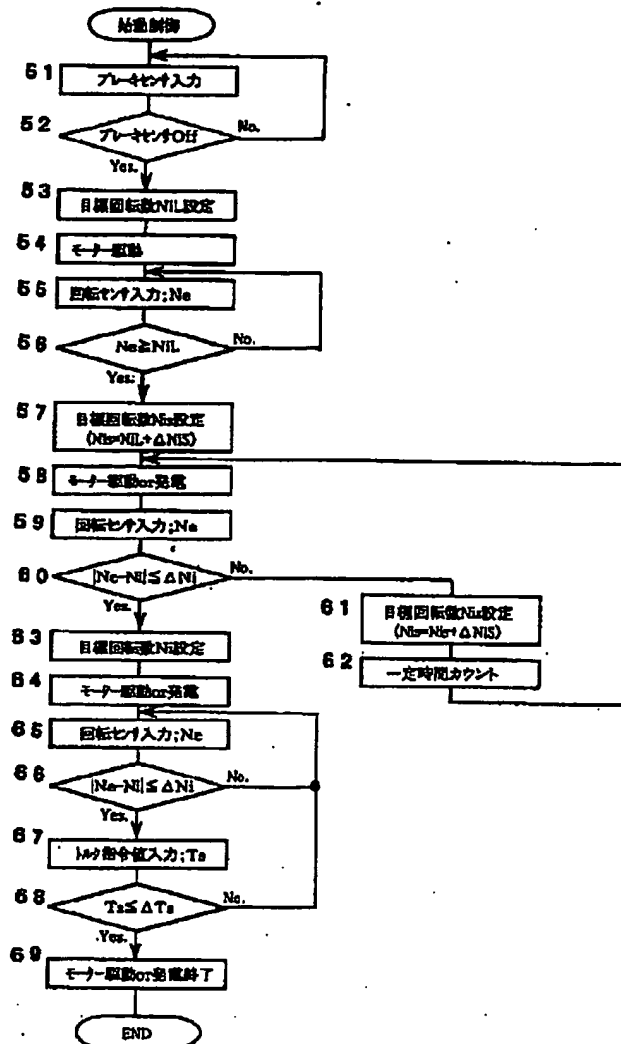 始動制御
51
ブレーキセンサ入力
52
ブレーキセンサOff
No.
Yes.
53
目標回転数NiL設定
54
モーター駆動
55
回転センサ入力;Ne
56
Ne≧NiL
No.
Yes.
57
目標回転数Nis設定
(Nis=NiL+ΔNiS)
58
モーター駆動or発電
59
回転センサ入力;Ne
60
|Ne-Ni|≦ΔNi
No.
Yes.
61
目標回転数Nis設定
(Nis=Nis+ΔNiS)
62
一定時間カウント
63
目標回転数Ni設定
64
モーター駆動or発電
65
回転センサ入力;Ne
66
|Ne-Ni|≦ΔNi
No.
Yes.
67
トルク指令値入力;Ts
68
Ts≦ΔTs
No.
Yes.
69
モーター駆動or発電終了
END